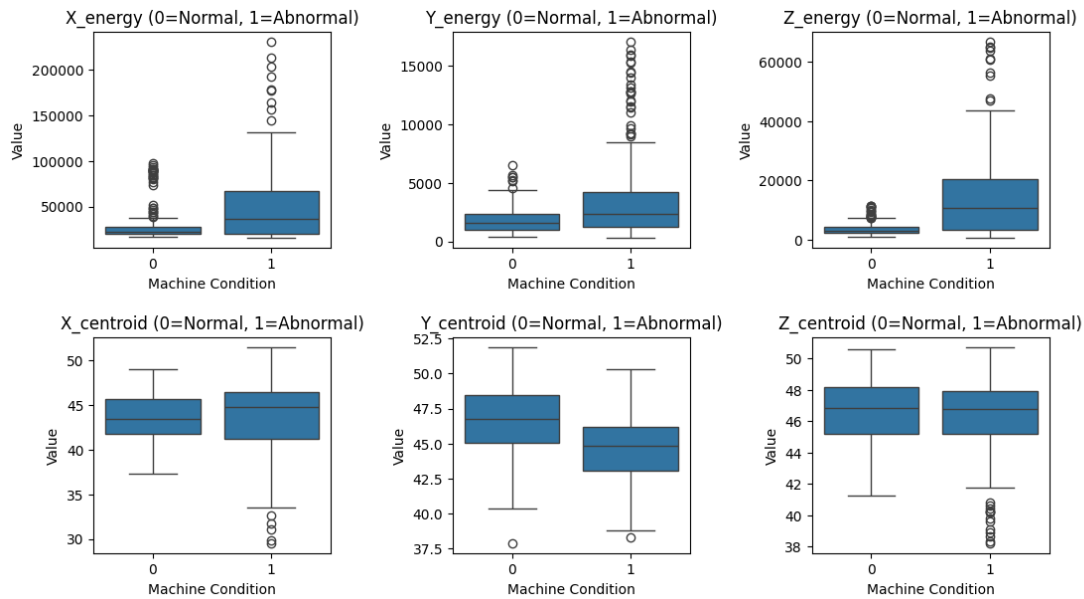 X_energy (0=Normal, 1=Abnormal)
Value
200000
150000
100000
50000
0
1
Machine Condition
Y_energy (0=Normal, 1=Abnormal)
Value
15000
10000
5000
0
0
1
Machine Condition
Z_energy (0=Normal, 1=Abnormal)
Value
60000
40000
20000
0
0
1
Machine Condition
X_centroid (0=Normal, 1=Abnormal)
Value
50
45
40
35
30
0
1
Machine Condition
Y_centroid (0=Normal, 1=Abnormal)
Value
52.5
50.0
47.5
45.0
42.5
40.0
37.5
0
1
Machine Condition
Z_centroid (0=Normal, 1=Abnormal)
Value
50
48
46
44
42
40
38
0
1
Machine Condition